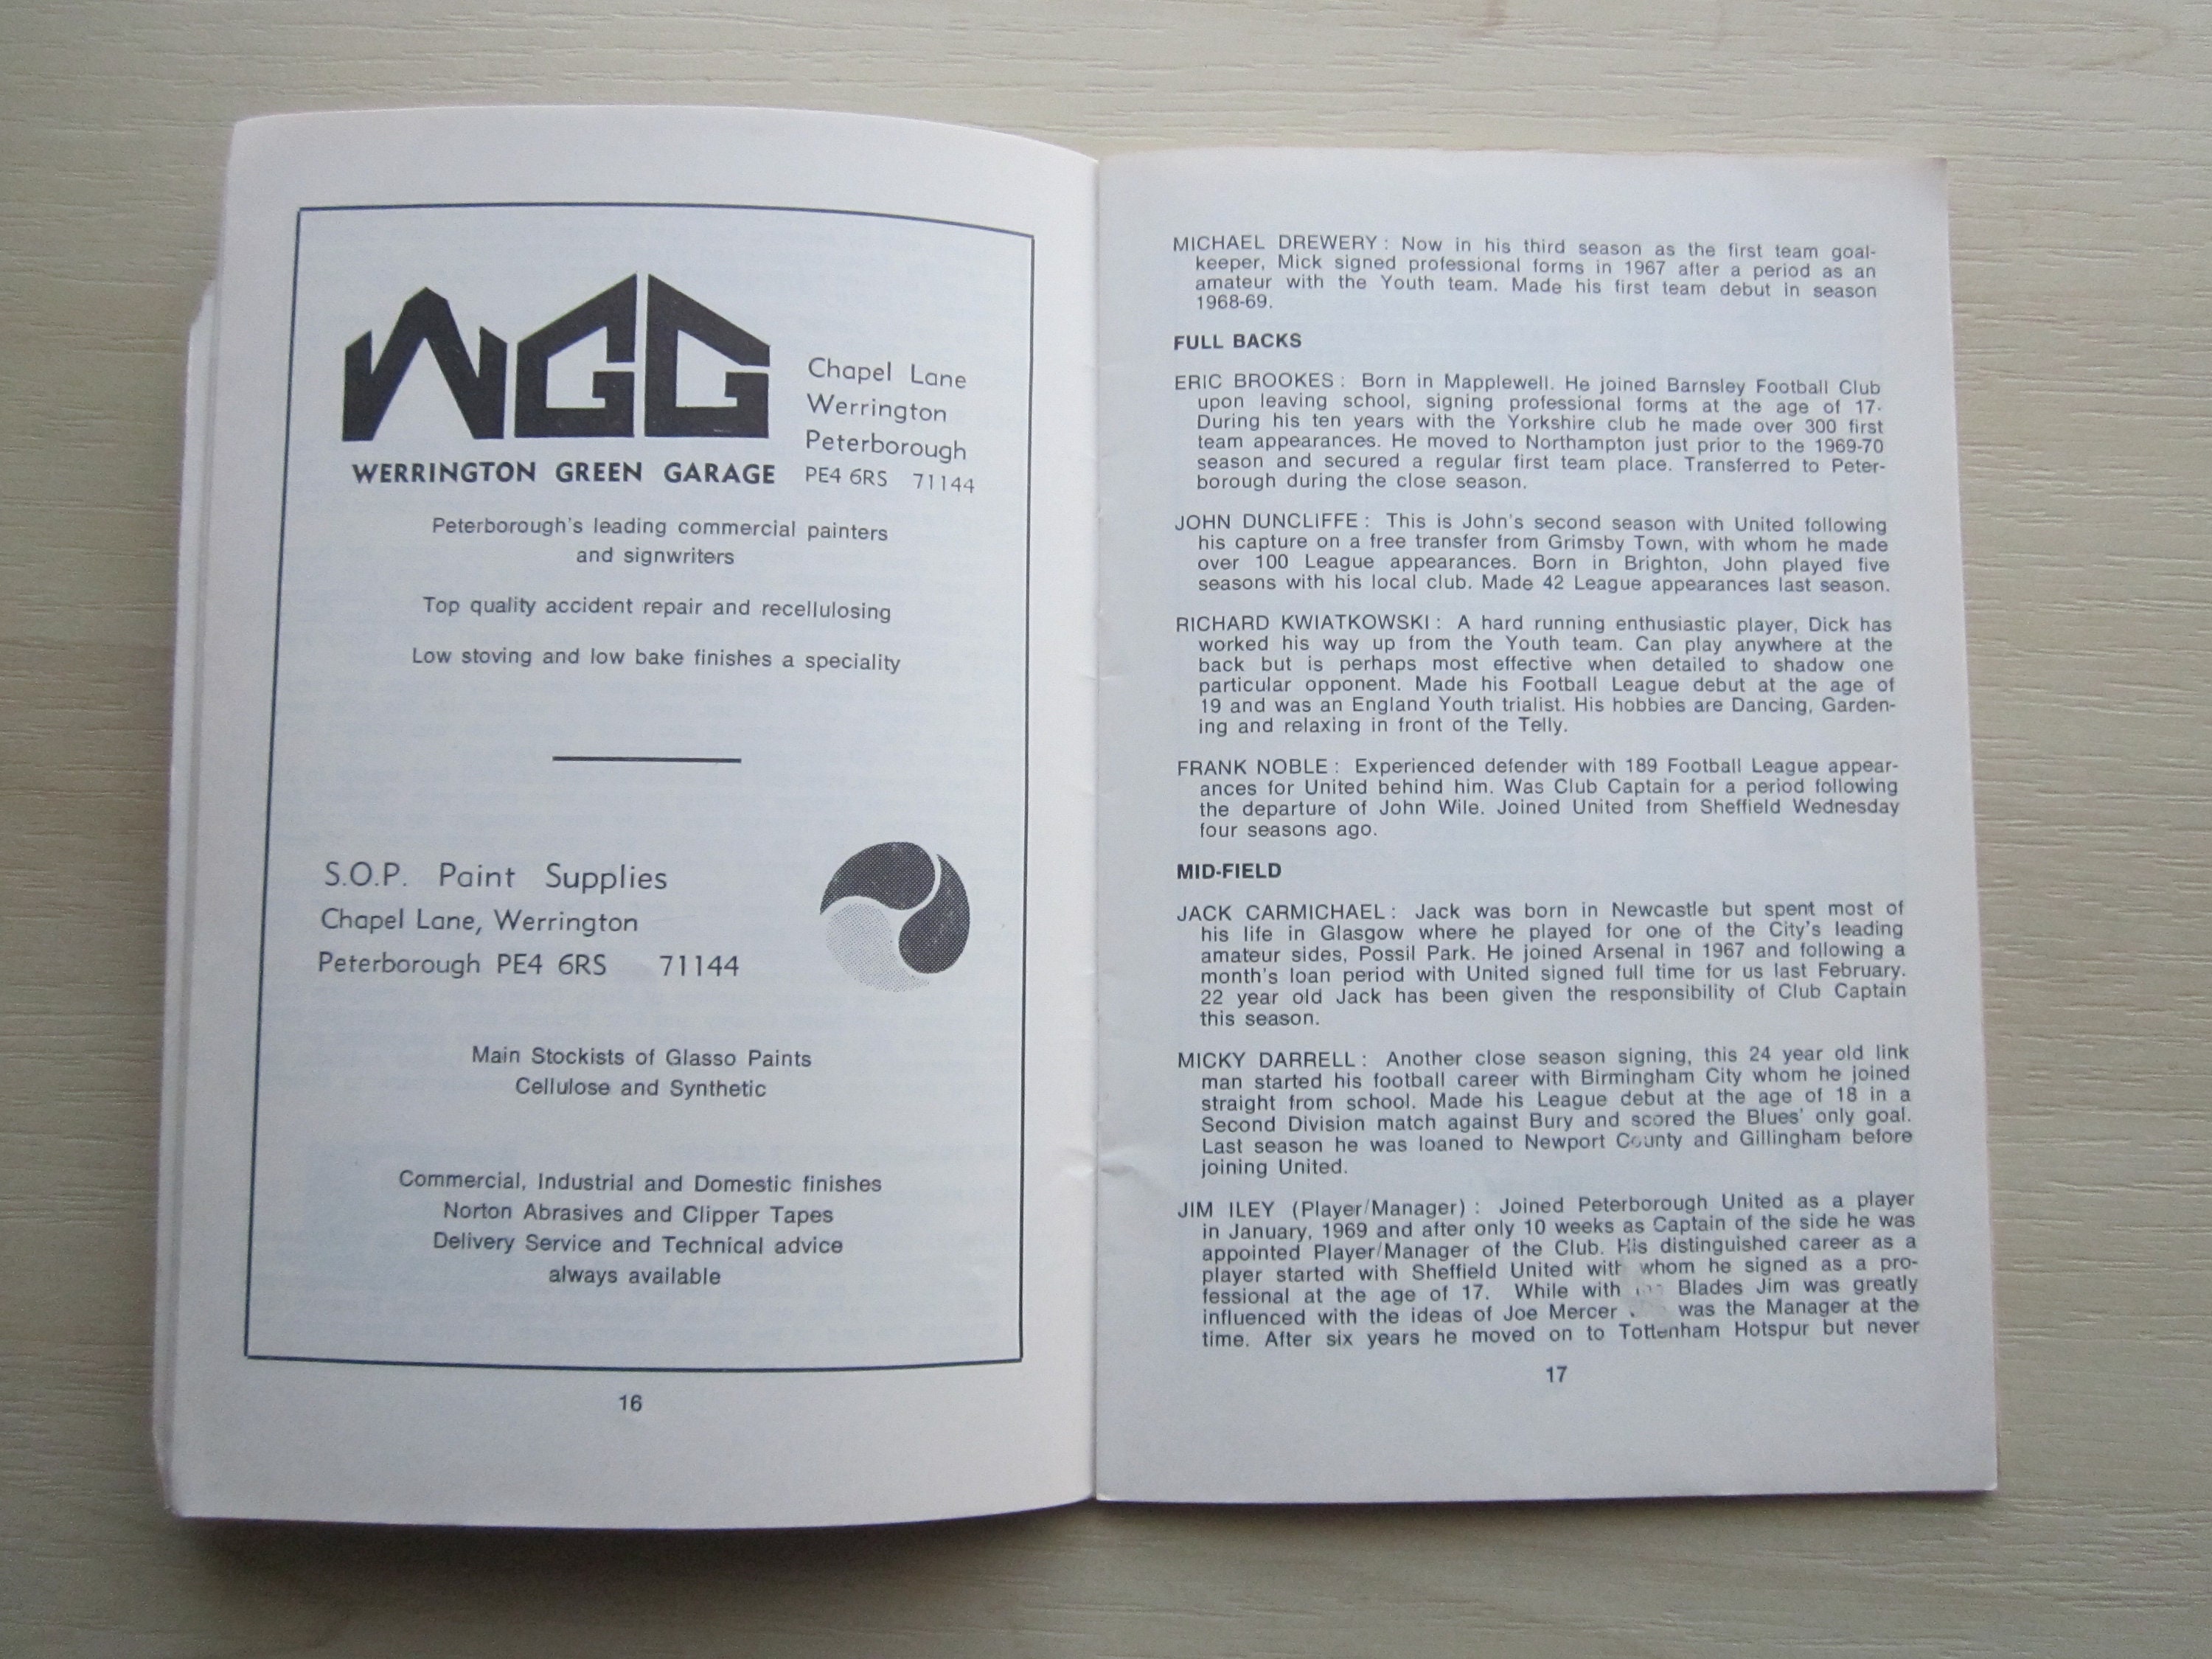 WGG
Chapel Lane
Werrington
Peterborough
WERRINGTON GREEN GARAGE PE4 6RS 71144
Peterborough's leading commercial painters
and signwriters
Top quality accident repair and recellulosing
Low stoving and low bake finishes a speciality
S.O.P. Paint Supplies
Chapel Lane, Werrington
Peterborough PE4 6RS 71144
Main Stockists of Glasso Paints
Cellulose and Synthetic
Commercial, Industrial and Domestic finishes
Norton Abrasives and Clipper Tapes
Delivery Service and Technical advice
always available
16
MICHAEL DREWERY : Now in his third season as the first team goal-
keeper, Mick signed professional forms in 1967 after a period as an
amateur with the Youth team. Made his first team debut in season
1968-69.
FULL BACKS
ERIC BROOKES : Born in Mapplewell. He joined Barnsley Football Club
upon leaving school, signing professional forms at the age of 17.
During his ten years with the Yorkshire club he made over 300 first
team appearances. He moved to Northampton just prior to the 1969-70
season and secured a regular first team place. Transferred to Peter-
borough during the close season.
JOHN DUNCLIFFE : This is John's second season with United following
his capture on a free transfer from Grimsby Town, with whom he made
over 100 League appearances. Born in Brighton, John played five
seasons with his local club. Made 42 League appearances last season.
RICHARD KWIATKOWSKI : A hard running enthusiastic player, Dick has
worked his way up from the Youth team. Can play anywhere at the
back but is perhaps most effective when detailed to shadow one
particular opponent. Made his Football League debut at the age of
19 and was an England Youth trialist. His hobbies are Dancing, Garden-
ing and relaxing in front of the Telly.
FRANK NOBLE : Experienced defender with 189 Football League appear-
ances for United behind him. Was Club Captain for a period following
the departure of John Wile. Joined United from Sheffield Wednesday
four seasons ago.
MID-FIELD
JACK CARMICHAEL : Jack was born in Newcastle but spent most of
his life in Glasgow where he played for one of the City's leading
amateur sides, Possil Park. He joined Arsenal in 1967 and following a
month's loan period with United signed full time for us last February.
22 year old Jack has been given the responsibility of Club Captain
this season.
MICKY DARRELL : Another close season signing, this 24 year old link
man started his football career with Birmingham City whom he joined
straight from school. Made his League debut at the age of 18 in a
Second Division match against Bury and scored the Blues' only goal.
Last season he was loaned to Newport County and Gillingham before
joining United.
JIM ILEY (Player/Manager) : Joined Peterborough United as a player
in January, 1969 and after only 10 weeks as Captain of the side he was
appointed Player/Manager of the Club. His distinguished career as a
player started with Sheffield United with whom he signed as a pro-
fessional at the age of 17. While with Blades Jim was greatly
influenced with the ideas of Joe Mercer was the Manager at the
time. After six years he moved on to Tottenham Hotspur but never
17